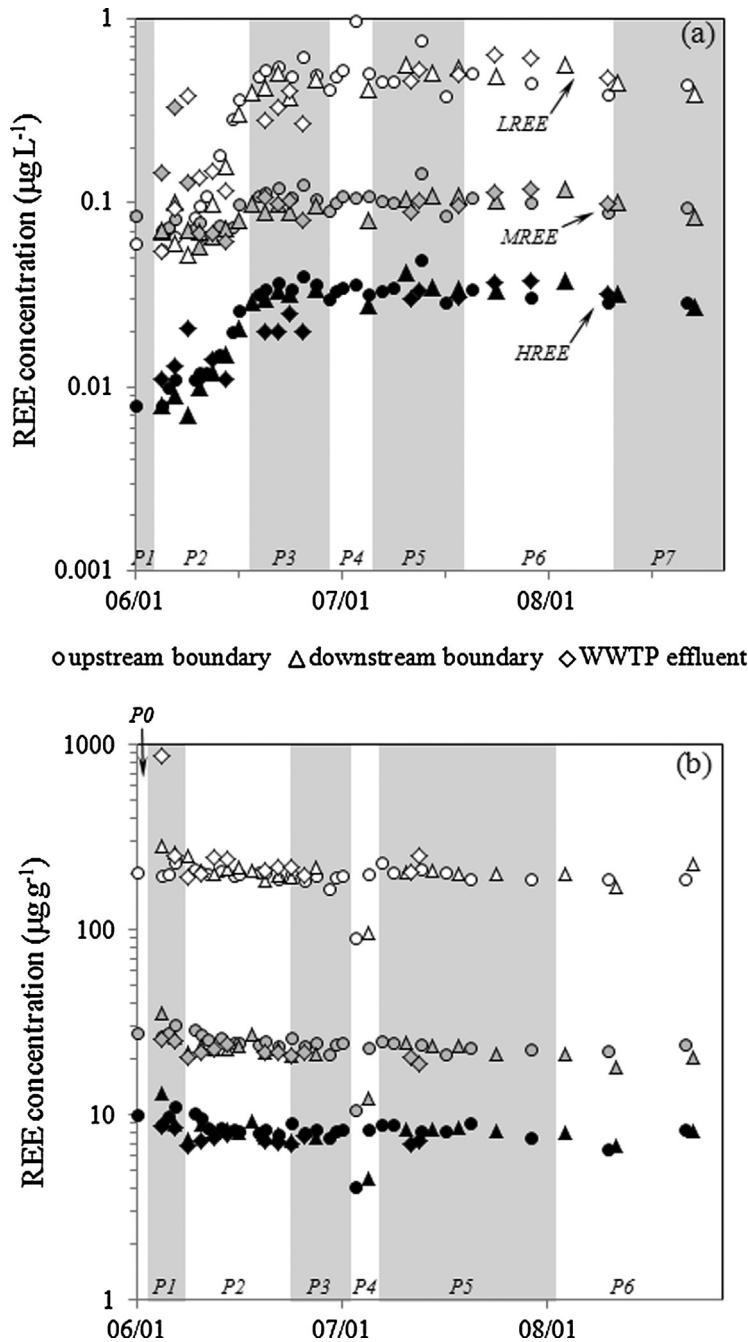 1
(a)
LREE
0.1
MREE
HREE
0.01
REE concentration (µg L-1)
0.001
P1 P2 P3 P4 P5 P6 P7
06/01 07/01 08/01
upstream boundary downstream boundary WWTP effluent
P0
1000
(b)
100
REE concentration (µg g-1)
10
1
P1 P2 P3 P4 P5 P6
06/01 07/01 08/01